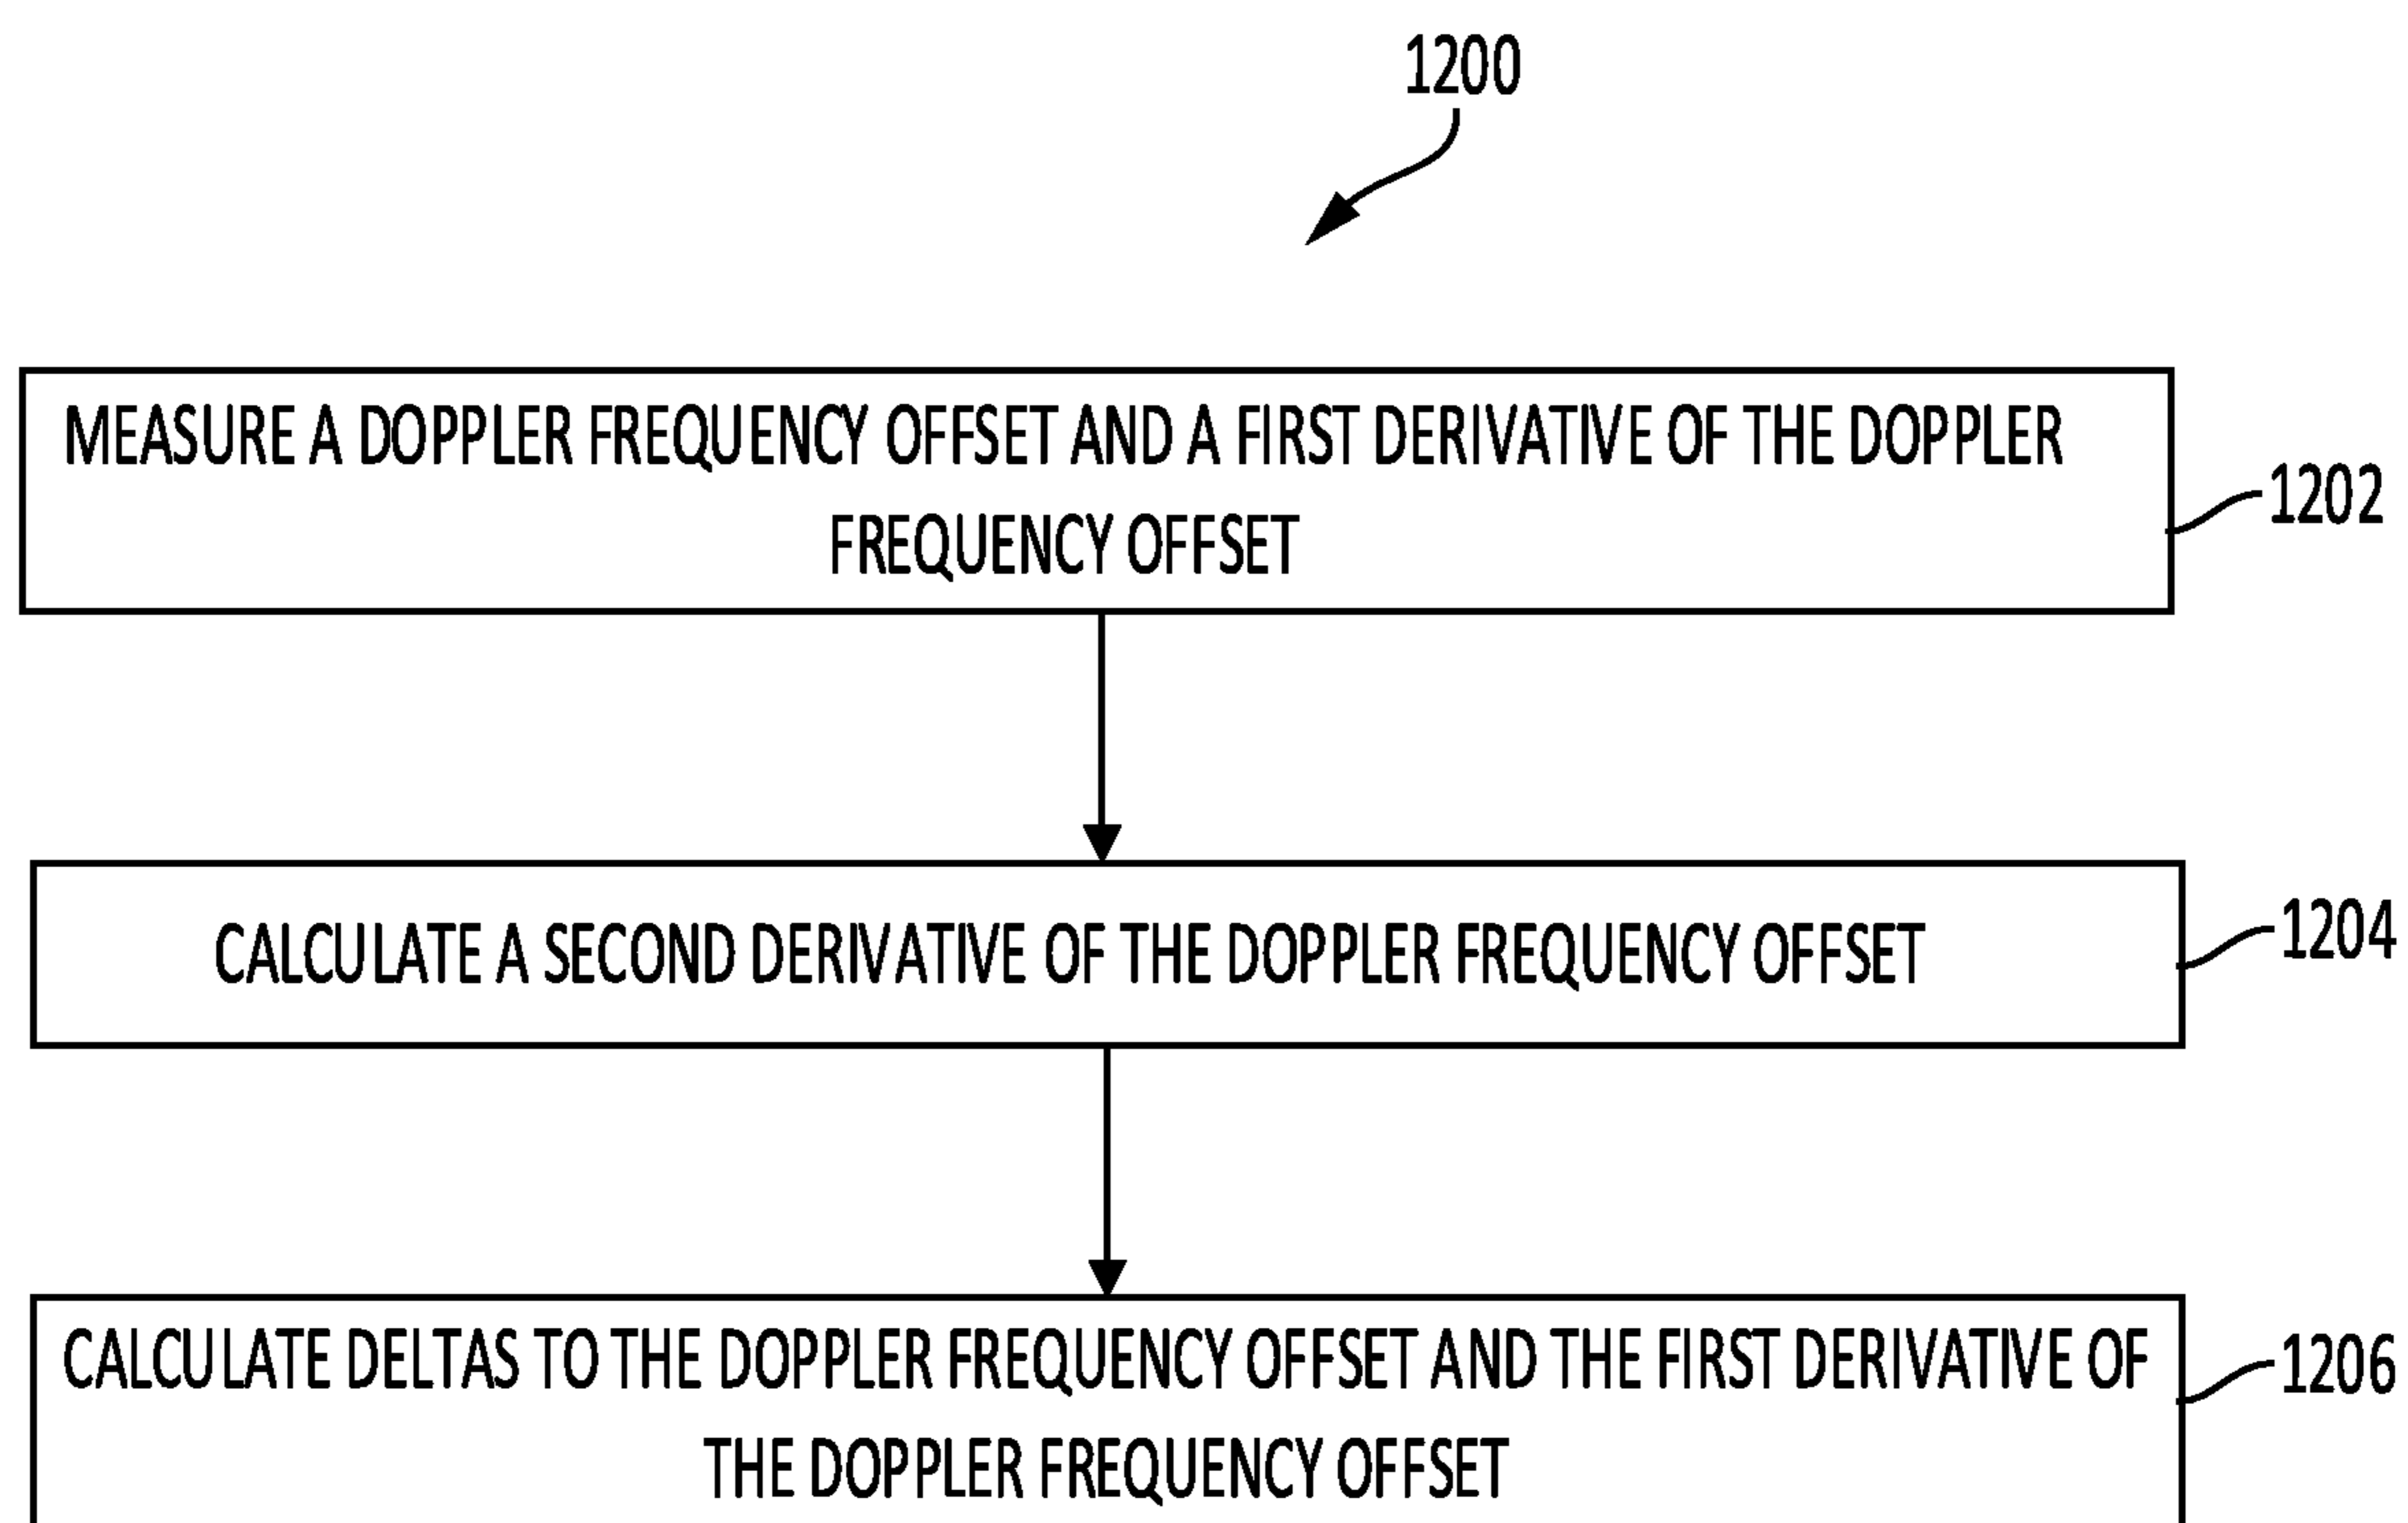 1200
MEASURE A DOPPLER FREQUENCY OFFSET AND A FIRST DERIVATIVE OF THE DOPPLER
FREQUENCY OFFSET
1202
CALCULATE A SECOND DERIVATIVE OF THE DOPPLER FREQUENCY OFFSET
1204
CALCULATE DELTAS TO THE DOPPLER FREQUENCY OFFSET AND THE FIRST DERIVATIVE OF
THE DOPPLER FREQUENCY OFFSET
1206